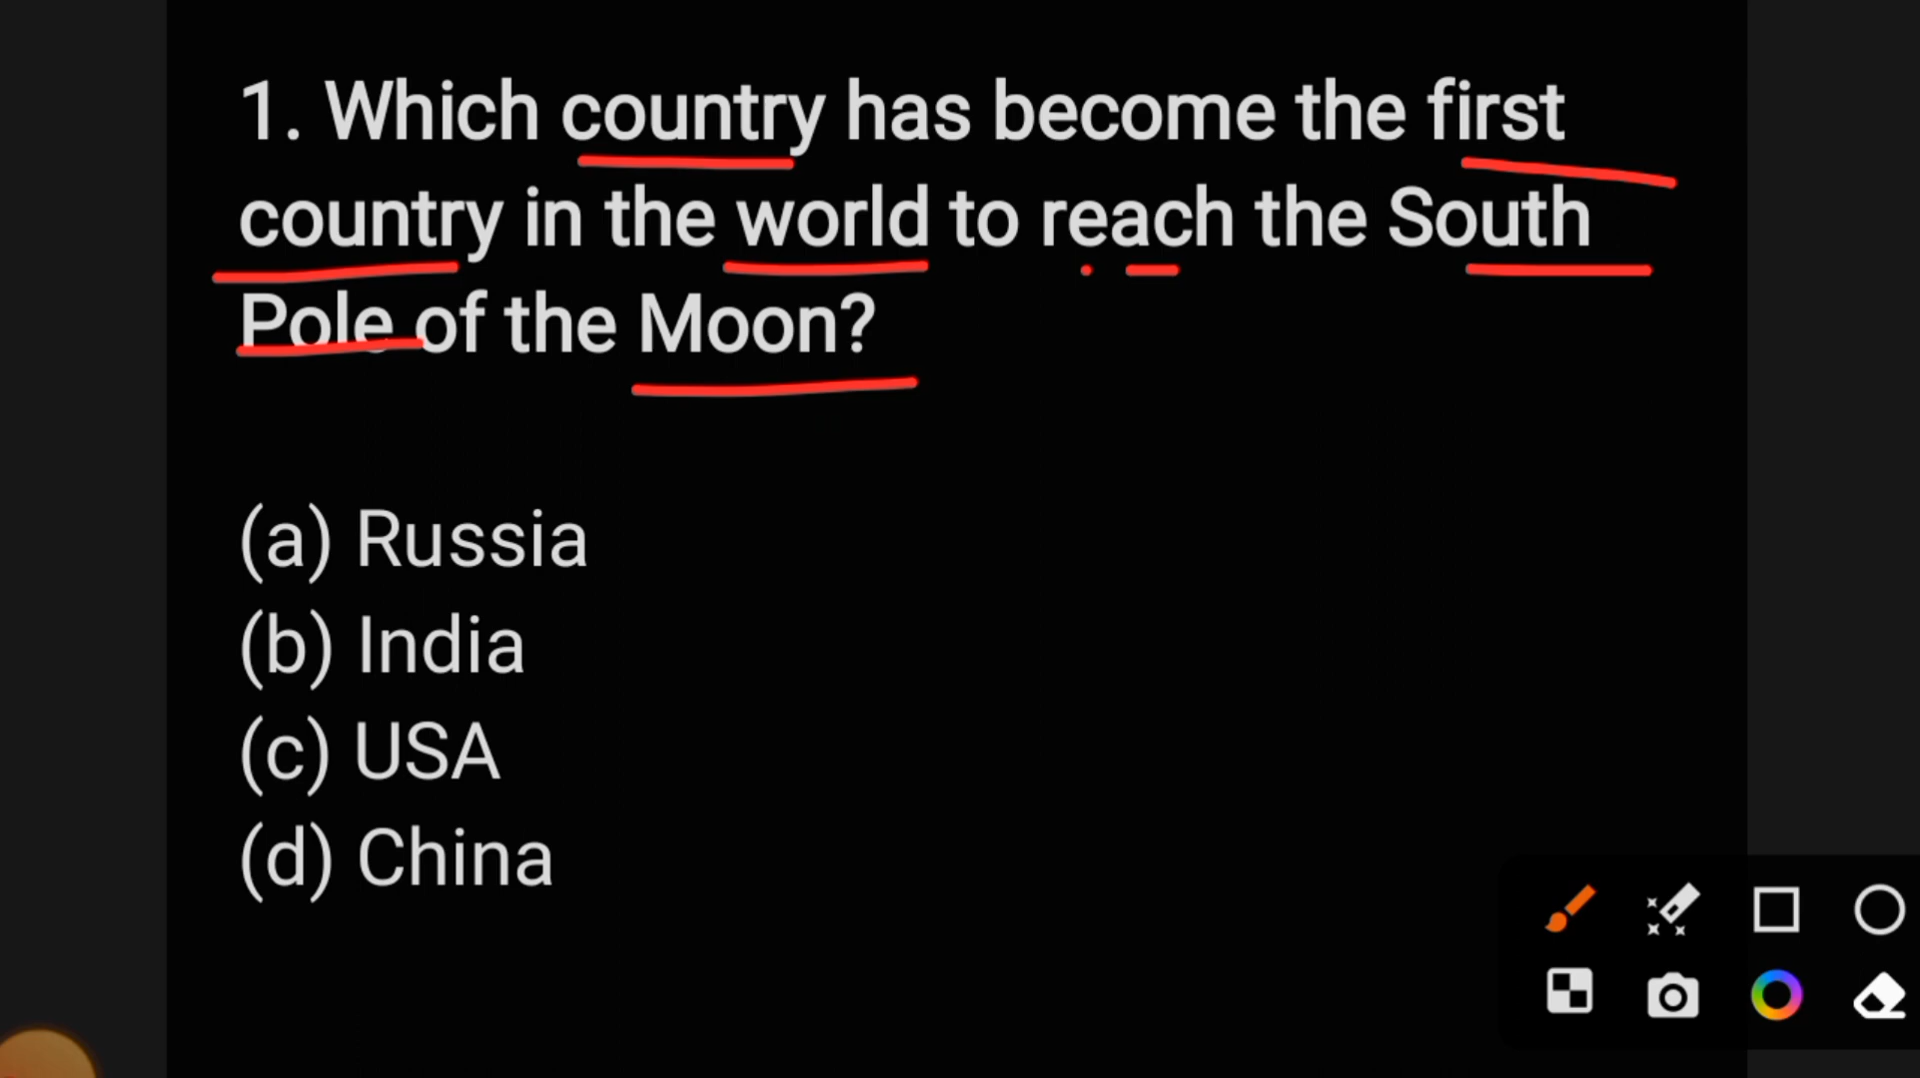 1. Which country has become the first
country in the world to reach the South
Pole of the Moon?
(a) Russia
(b) India
(c) USA
(d) China